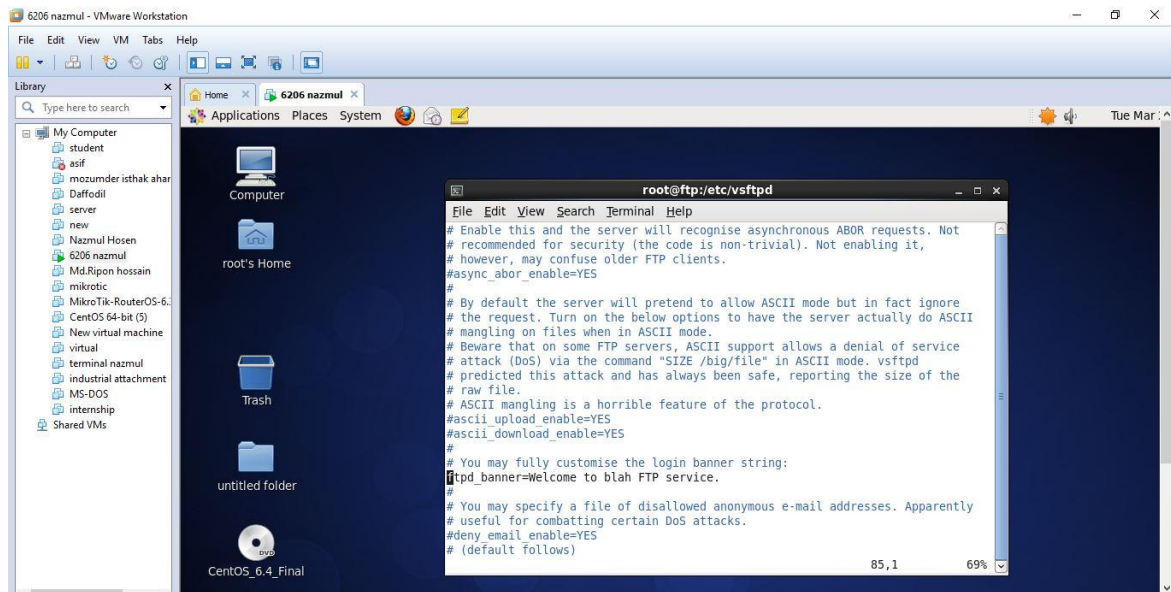 6206 nazmul - VMware Workstation
File Edit View VM Tabs Help
Library
Type here to search
My Computer
student
asif
mozumder isthak ahar
Daffodil
server
new
Nazmul Hosen
6206 nazmul
Md.Ripon hossain
mikrotic
MikroTik-RouterOS-6.
CentOS 64-bit (5)
New virtual machine
virtual
terminal nazmul
industrial attachment
MS-DOS
internship
Shared VMs
Home
6206 nazmul
Applications Places System
Tue Mar
Computer
root's Home
Trash
untitled folder
DVD
CentOS_6.4_Final
root@ftp:/etc/vsftpd
File Edit View Search Terminal Help
# Enable this and the server will recognise asynchronous ABOR requests. Not
# recommended for security (the code is non-trivial). Not enabling it,
# however, may confuse older FTP clients.
#async_abor_enable=YES
#
# By default the server will pretend to allow ASCII mode but in fact ignore
# the request. Turn on the below options to have the server actually do ASCII
# mangling on files when in ASCII mode.
# Beware that on some FTP servers, ASCII support allows a denial of service
# attack (DoS) via the command "SIZE /big/file" in ASCII mode. vsftpd
# predicted this attack and has always been safe, reporting the size of the
# raw file.
# ASCII mangling is a horrible feature of the protocol.
#ascii_upload_enable=YES
#ascii_download_enable=YES
#
# You may fully customise the login banner string:
ftpd_banner=Welcome to blah FTP service.
#
# You may specify a file of disallowed anonymous e-mail addresses. Apparently
# useful for combatting certain DoS attacks.
#deny_email_enable=YES
# (default follows)
85,1 69%